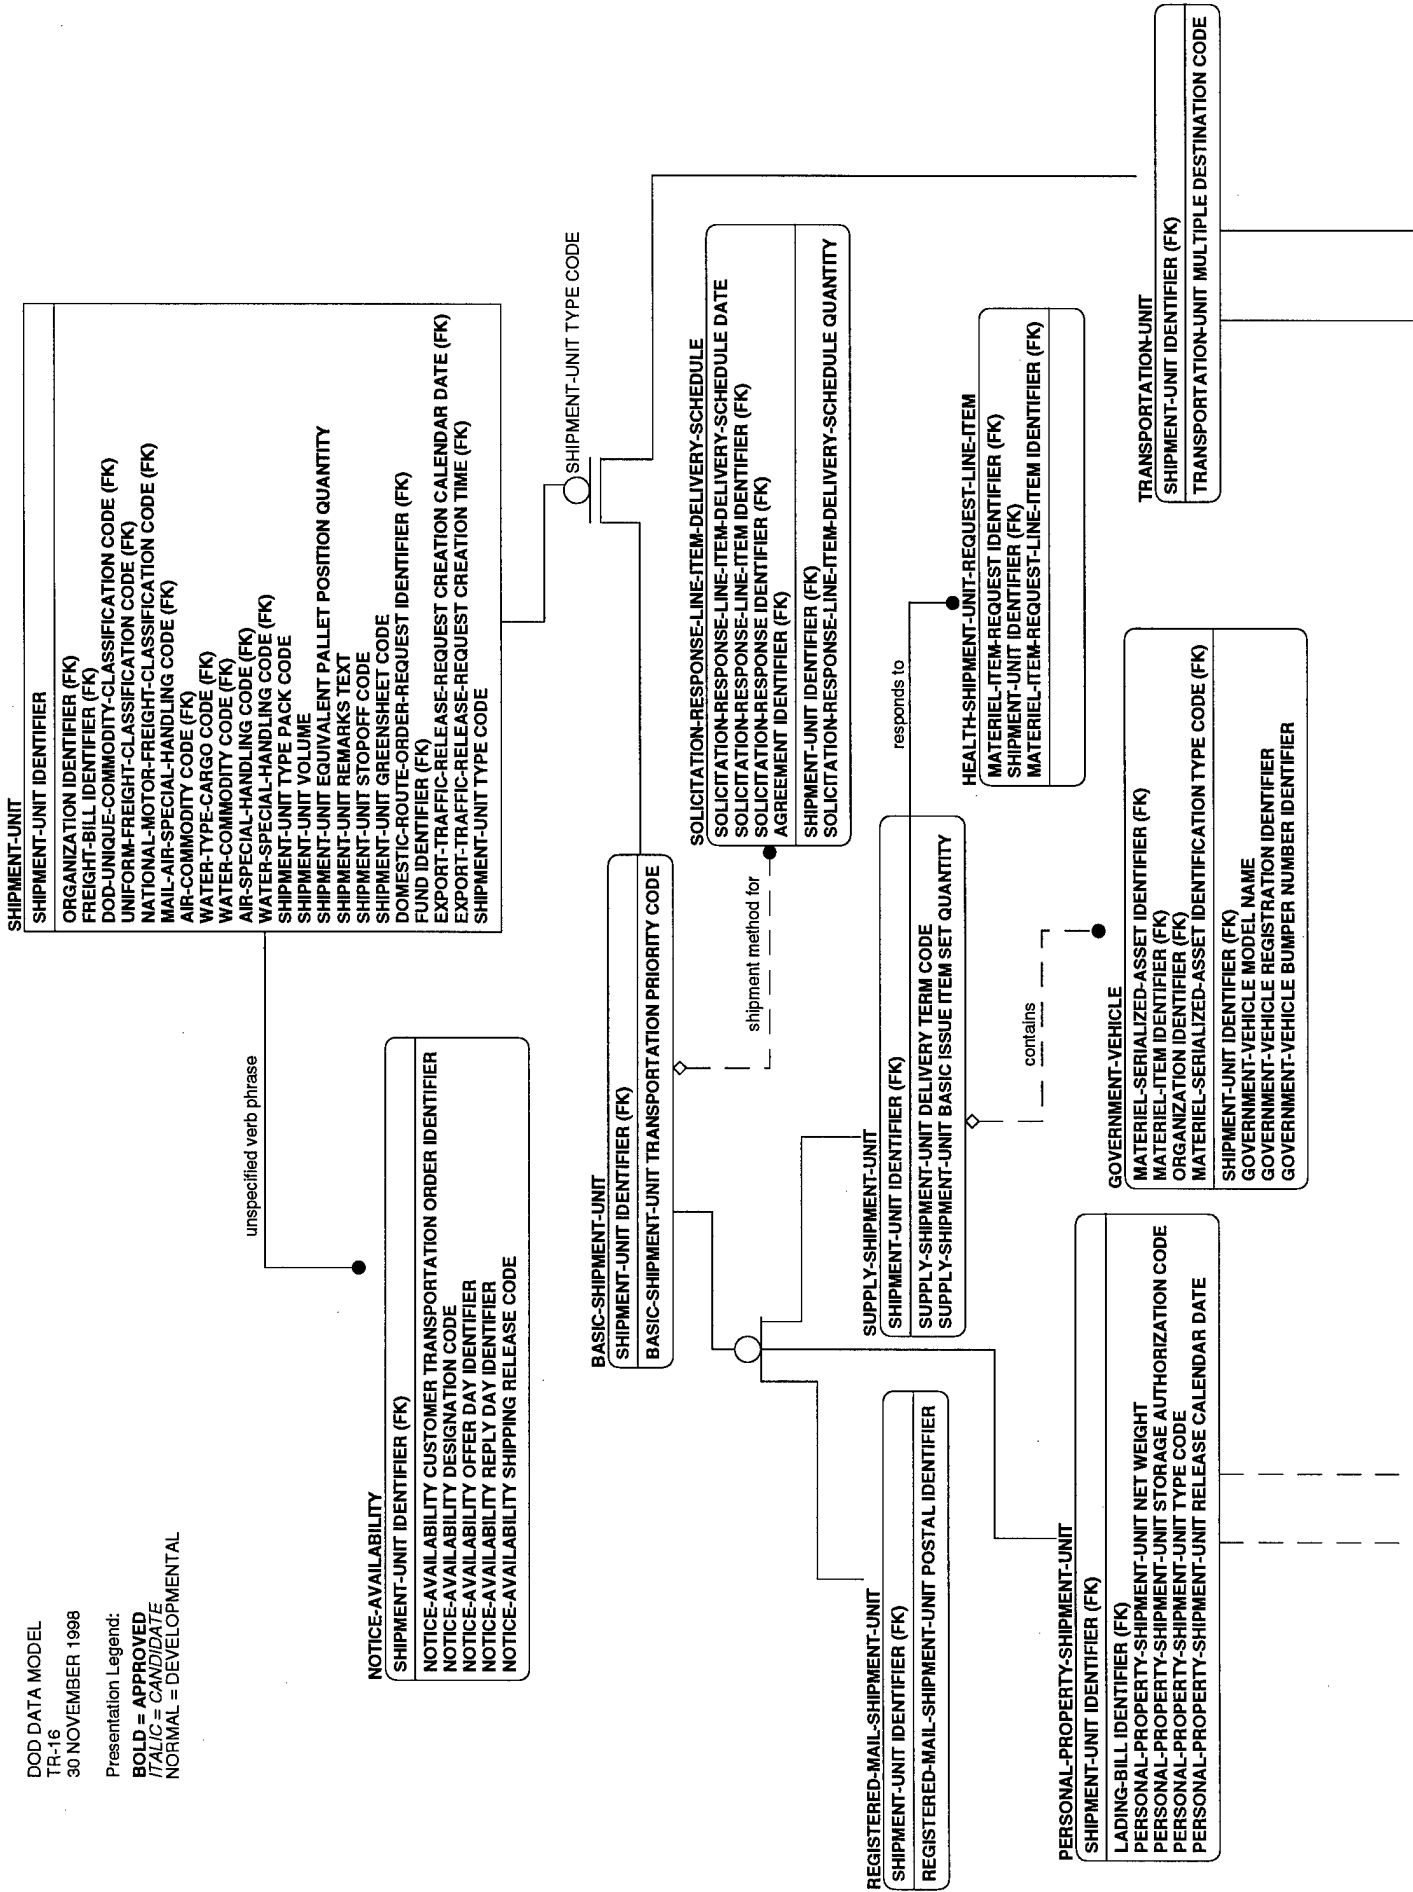 DOD DATA MODEL
TR-16
30 NOVEMBER 1998
Presentation Legend:
BOLD = APPROVED
ITALIC = CANDIDATE
NORMAL = DEVELOPMENTAL
SHIPMENT-UNIT
SHIPMENT-UNIT IDENTIFIER
ORGANIZATION IDENTIFIER (FK)
FREIGHT-BILL IDENTIFIER (FK)
DOD-UNIQUE-COMMODITY-CLASSIFICATION CODE (FK)
UNIFORM-FREIGHT-CLASSIFICATION CODE (FK)
NATIONAL-MOTOR-FREIGHT-CLASSIFICATION CODE (FK)
MAIL-AIR-SPECIAL-HANDLING CODE (FK)
AIR-COMMODITY CODE (FK)
WATER-TYPE-CARGO CODE (FK)
WATER-COMMODITY CODE (FK)
AIR-SPECIAL-HANDLING CODE (FK)
WATER-SPECIAL-HANDLING CODE (FK)
SHIPMENT-UNIT TYPE PACK CODE
SHIPMENT-UNIT VOLUME
SHIPMENT-UNIT EQUIVALENT PALLET POSITION QUANTITY
SHIPMENT-UNIT REMARKS TEXT
SHIPMENT-UNIT STOPOFF CODE
SHIPMENT-UNIT GREENSHEET CODE
DOMESTIC-ROUTE-ORDER-REQUEST IDENTIFIER (FK)
FUND IDENTIFIER (FK)
EXPORT-TRAFFIC-RELEASE-REQUEST CREATION CALENDAR DATE (FK)
EXPORT-TRAFFIC-RELEASE-REQUEST CREATION TIME (FK)
SHIPMENT-UNIT TYPE CODE
unspecified verb phrase
NOTICE-AVAILABILITY
SHIPMENT-UNIT IDENTIFIER (FK)
NOTICE-AVAILABILITY CUSTOMER TRANSPORTATION ORDER IDENTIFIER
NOTICE-AVAILABILITY DESIGNATION CODE
NOTICE-AVAILABILITY OFFER DAY IDENTIFIER
NOTICE-AVAILABILITY REPLY DAY IDENTIFIER
NOTICE-AVAILABILITY SHIPPING RELEASE CODE
SHIPMENT-UNIT TYPE CODE
BASIC-SHIPMENT-UNIT
SHIPMENT-UNIT IDENTIFIER (FK)
BASIC-SHIPMENT-UNIT TRANSPORTATION PRIORITY CODE
shipment method for
SOLICITATION-RESPONSE-LINE-ITEM-DELIVERY-SCHEDULE
SOLICITATION-RESPONSE-LINE-ITEM-DELIVERY-SCHEDULE DATE
SOLICITATION-RESPONSE-LINE-ITEM IDENTIFIER (FK)
SOLICITATION-RESPONSE IDENTIFIER (FK)
AGREEMENT IDENTIFIER (FK)
SHIPMENT-UNIT IDENTIFIER (FK)
SOLICITATION-RESPONSE-LINE-ITEM-DELIVERY-SCHEDULE QUANTITY
REGISTERED-MAIL-SHIPMENT-UNIT
SHIPMENT-UNIT IDENTIFIER (FK)
REGISTERED-MAIL-SHIPMENT-UNIT POSTAL IDENTIFIER
SUPPLY-SHIPMENT-UNIT
SHIPMENT-UNIT IDENTIFIER (FK)
SUPPLY-SHIPMENT-UNIT DELIVERY TERM CODE
SUPPLY-SHIPMENT-UNIT BASIC ISSUE ITEM SET QUANTITY
responds to
HEALTH-SHIPMENT-UNIT-REQUEST-LINE-ITEM
MATERIEL-ITEM-REQUEST IDENTIFIER (FK)
SHIPMENT-UNIT IDENTIFIER (FK)
MATERIEL-ITEM-REQUEST-LINE-ITEM IDENTIFIER (FK)
contains
PERSONAL-PROPERTY-SHIPMENT-UNIT
SHIPMENT-UNIT IDENTIFIER (FK)
LADING-BILL IDENTIFIER (FK)
PERSONAL-PROPERTY-SHIPMENT-UNIT NET WEIGHT
PERSONAL-PROPERTY-SHIPMENT-UNIT STORAGE AUTHORIZATION CODE
PERSONAL-PROPERTY-SHIPMENT-UNIT TYPE CODE
PERSONAL-PROPERTY-SHIPMENT-UNIT RELEASE CALENDAR DATE
GOVERNMENT-VEHICLE
MATERIEL-SERIALIZED-ASSET IDENTIFIER (FK)
MATERIEL-ITEM IDENTIFIER (FK)
ORGANIZATION IDENTIFIER (FK)
MATERIEL-SERIALIZED-ASSET IDENTIFICATION TYPE CODE (FK)
SHIPMENT-UNIT IDENTIFIER (FK)
GOVERNMENT-VEHICLE MODEL NAME
GOVERNMENT-VEHICLE REGISTRATION IDENTIFIER
GOVERNMENT-VEHICLE BUMPER NUMBER IDENTIFIER
TRANSPORTATION-UNIT
SHIPMENT-UNIT IDENTIFIER (FK)
TRANSPORTATION-UNIT MULTIPLE DESTINATION CODE